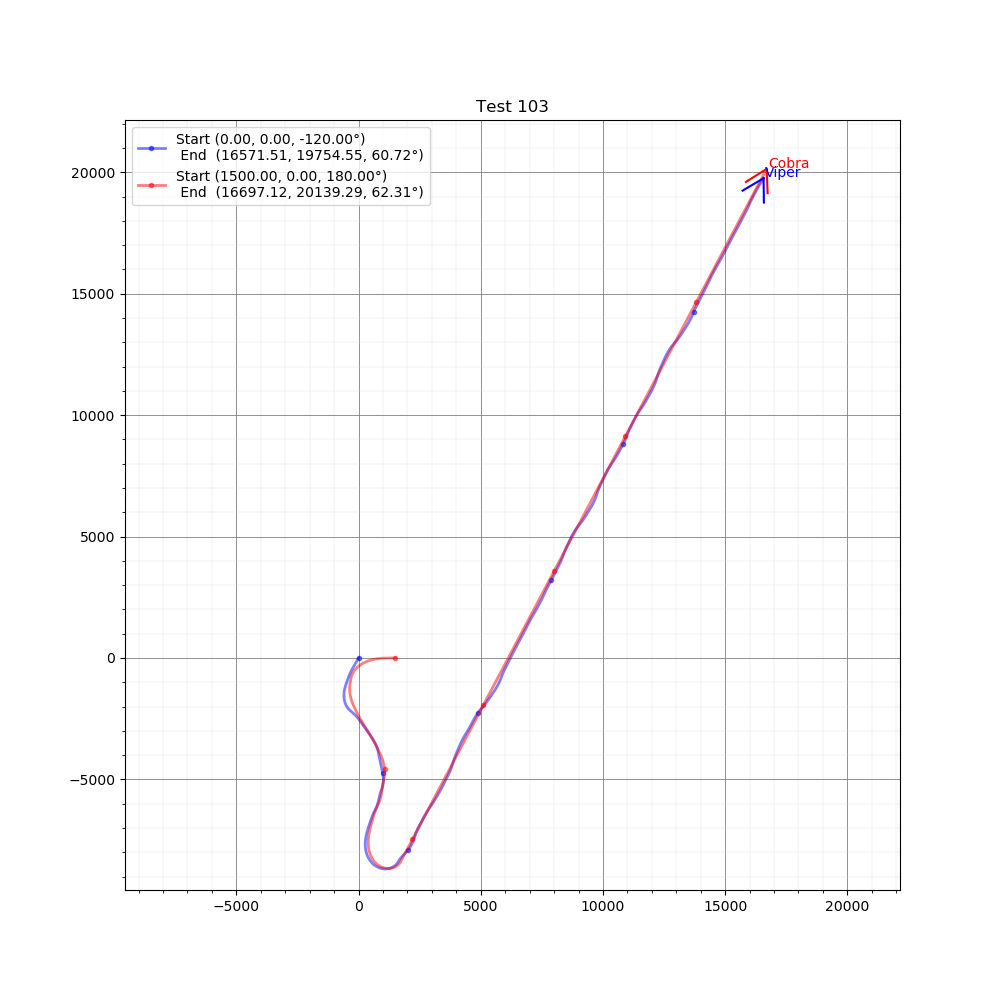 Test 103
Start (0.00, 0.00, -120.00°)
End (16571.51, 19754.55, 60.72°)
Start (1500.00, 0.00, 180.00°)
End (16697.12, 20139.29, 62.31°)
Cobra
Viper
20000
15000
10000
5000
0
−5000
−5000 0 5000 10000 15000 20000